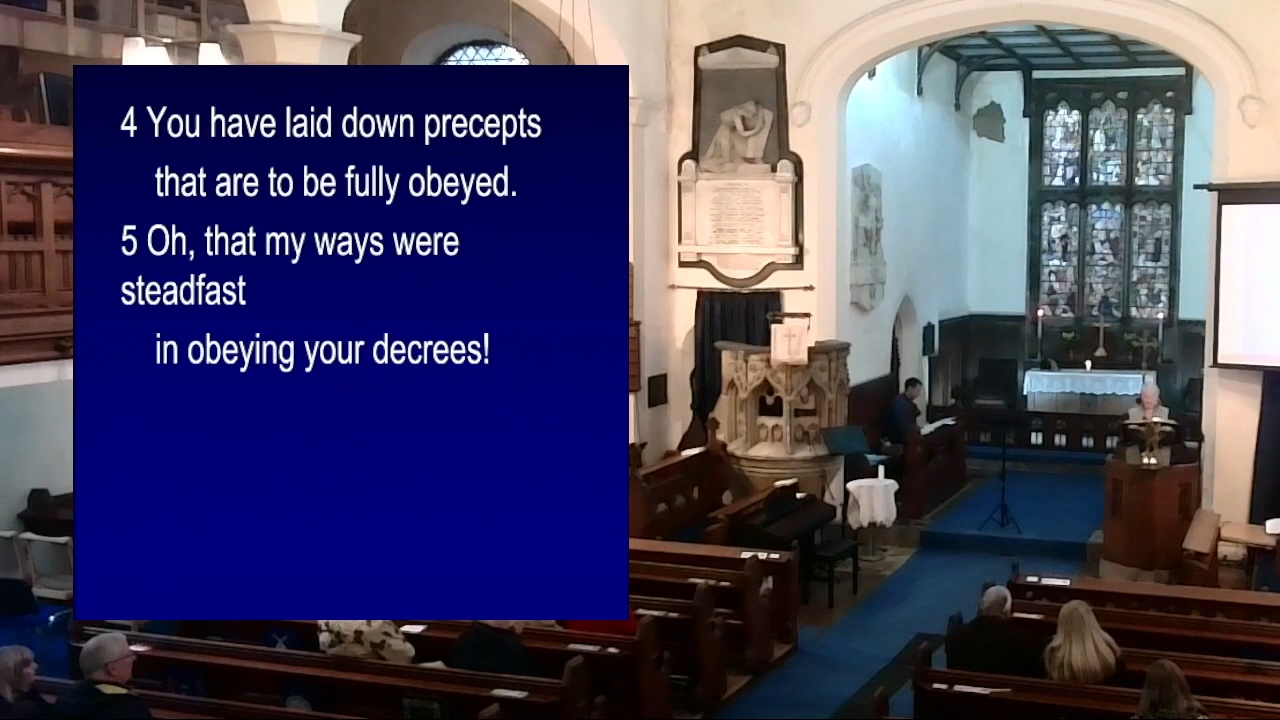 4 You have laid down precepts
that are to be fully obeyed.
5 Oh, that my ways were
steadfast
in obeying your decrees!